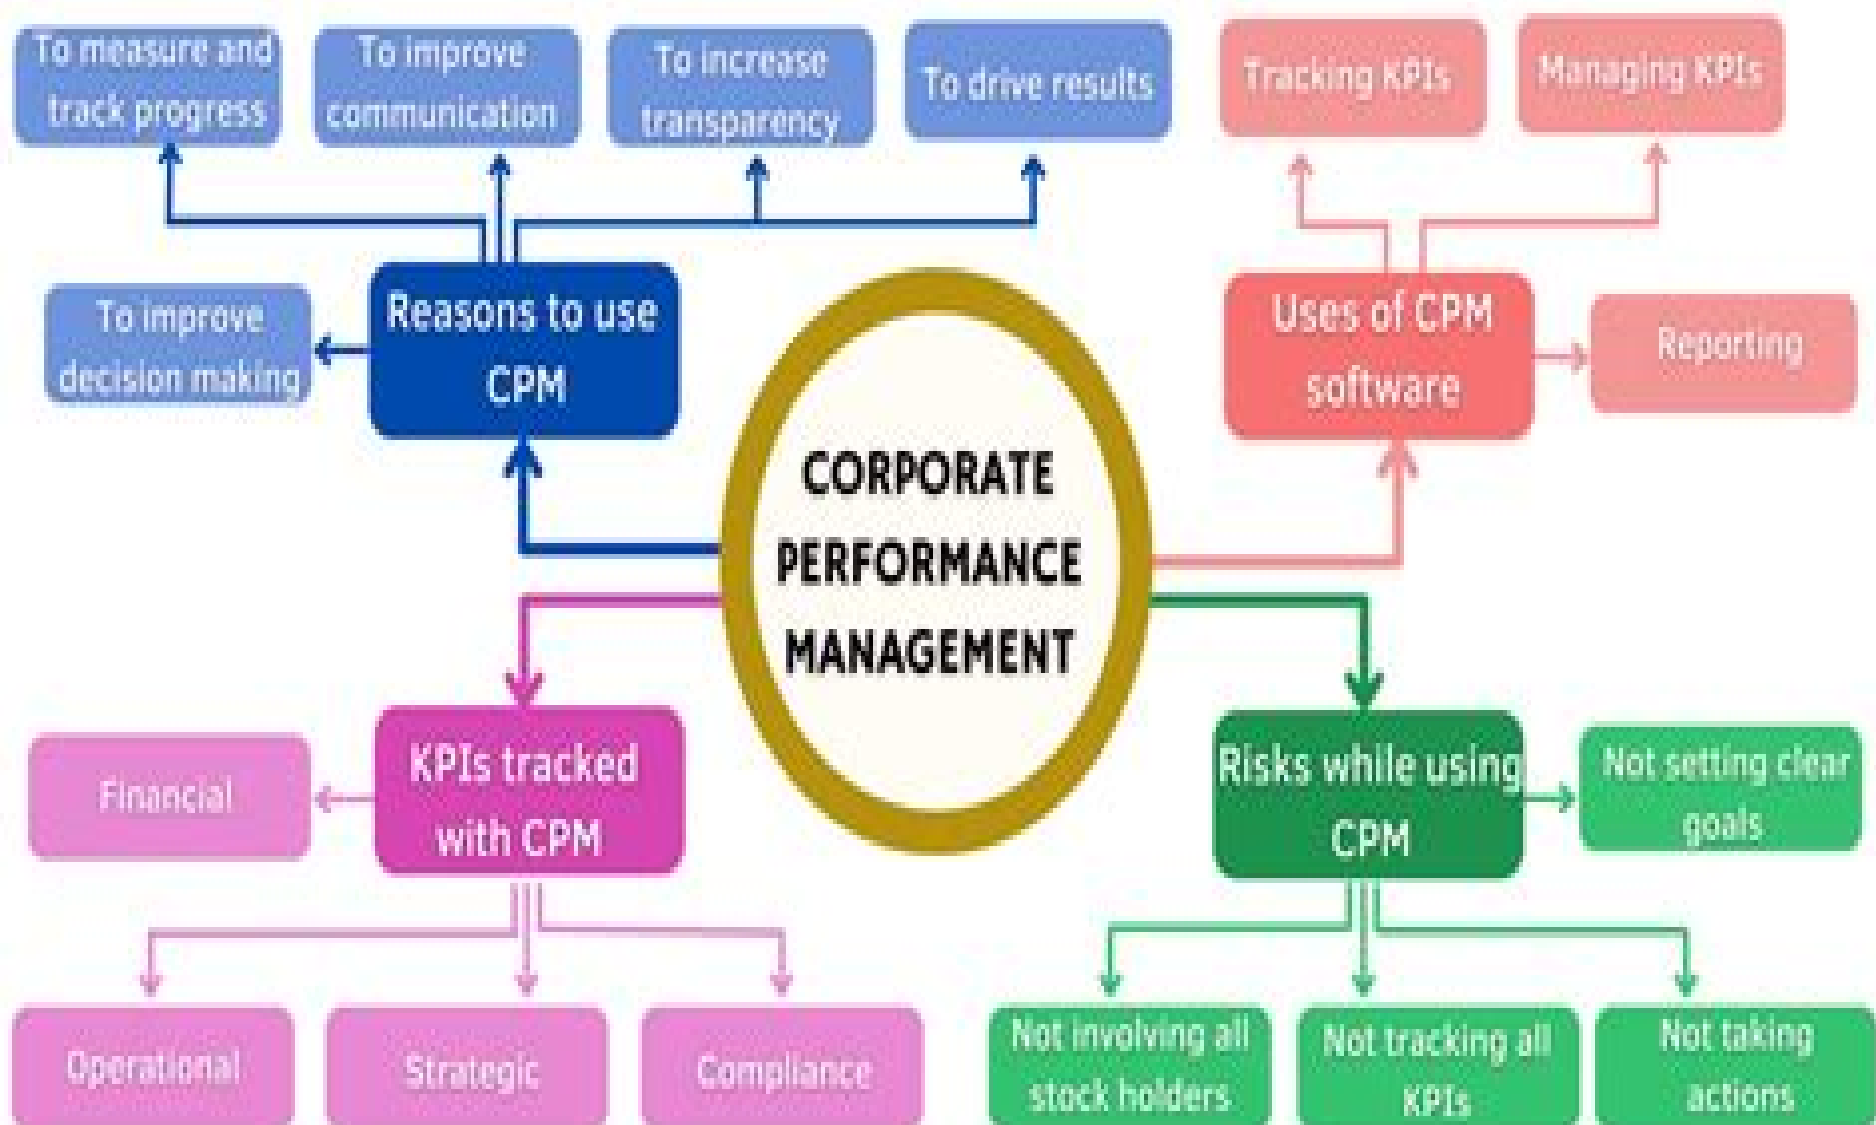 To measure and
track progress
To improve
communication
To increase
transparency
To drive results
Tracking KPIs
Managing KPIs
To improve
decision making
Reasons to use
CPM
Uses of CPM
software
Reporting
CORPORATE
PERFORMANCE
MANAGEMENT
Financial
KPIs tracked
with CPM
Risks while using
CPM
Not setting clear
goals
Operational
Strategic
Compliance
Not involving all
stock holders
Not tracking all
KPIs
Not taking
actions